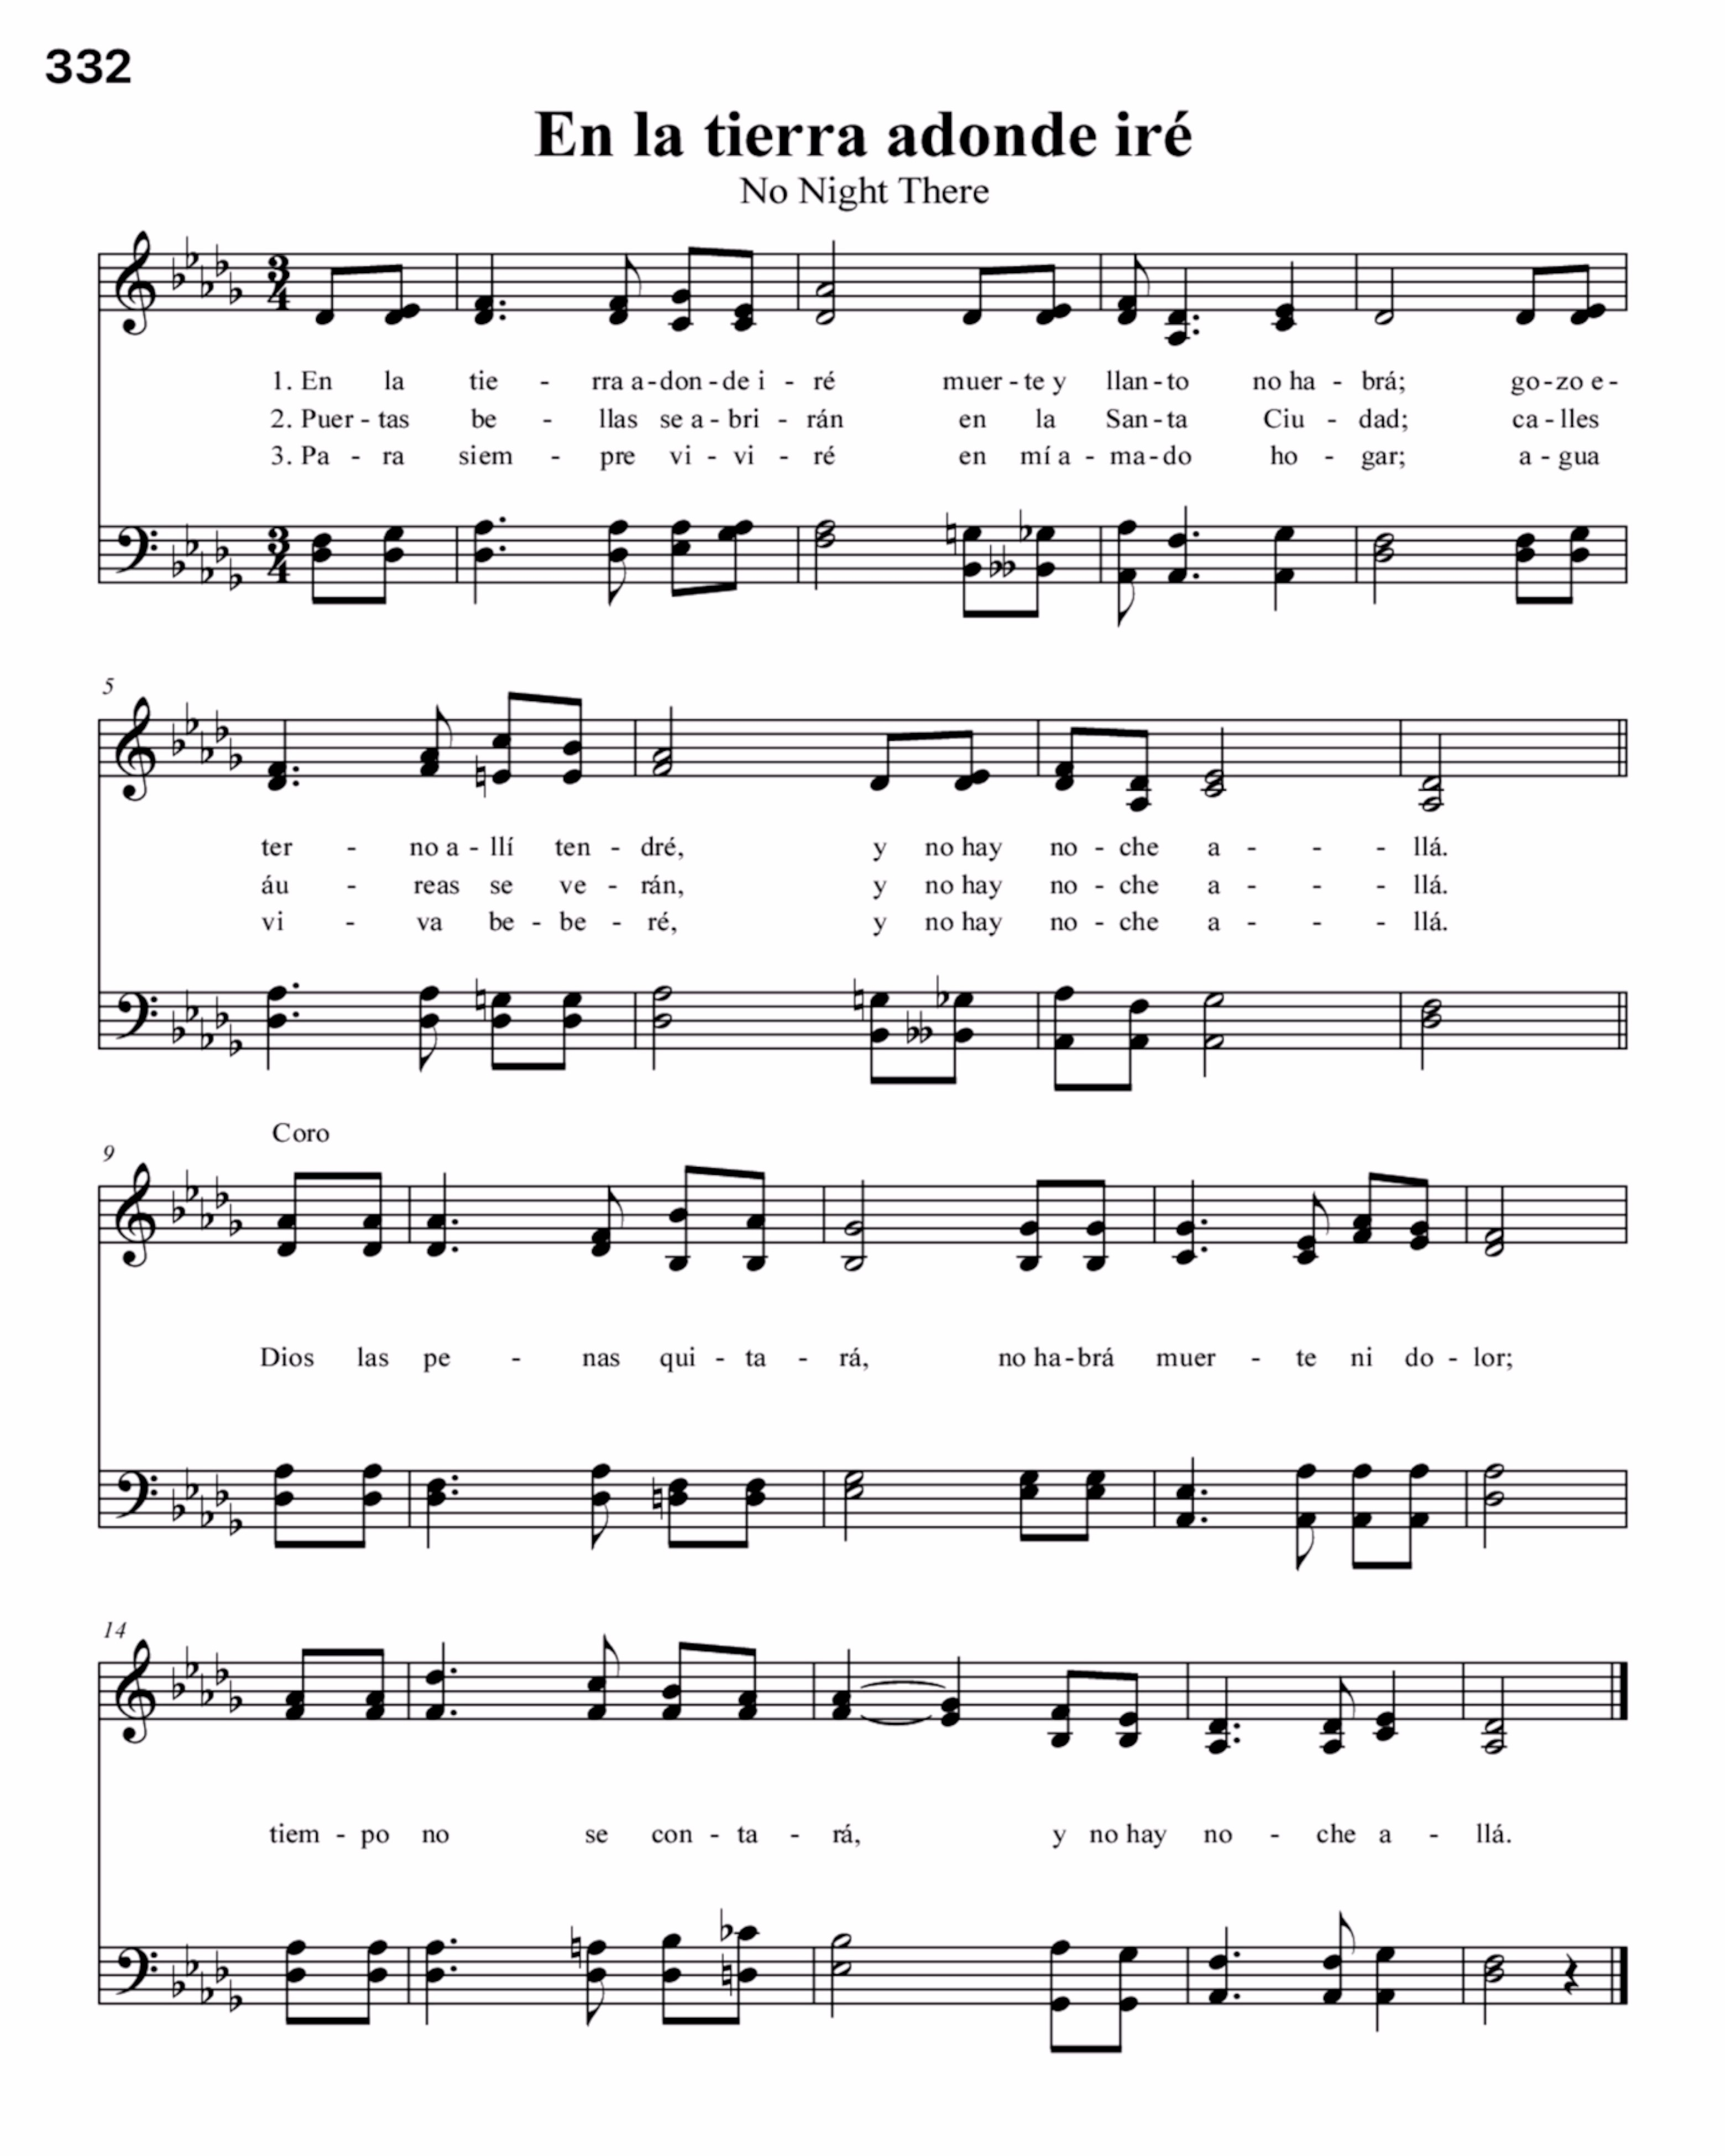 332
En la tierra adonde iré
No Night There
1. En la tie - rra a - don - de i - ré muer - te y llan - to no ha - brá; go - zo e -
2. Puer - tas be - llas se a - bri - rán en la San - ta Ciu - dad; ca - lles
3. Pa - ra siem - pre vi - vi - ré en mí a - ma - do ho - gar; a - gua
5
ter - no a - llí ten - dré, y no hay no - che a - - - llá.
áu - reas se ve - rán, y no hay no - che a - - - llá.
vi - va be - be - ré, y no hay no - che a - - - llá.
Coro
9
Dios las pe - nas qui - ta - rá, no ha - brá muer - te ni do - lor;
14
tiem - po no se con - ta - rá, y no hay no - che a - llá.